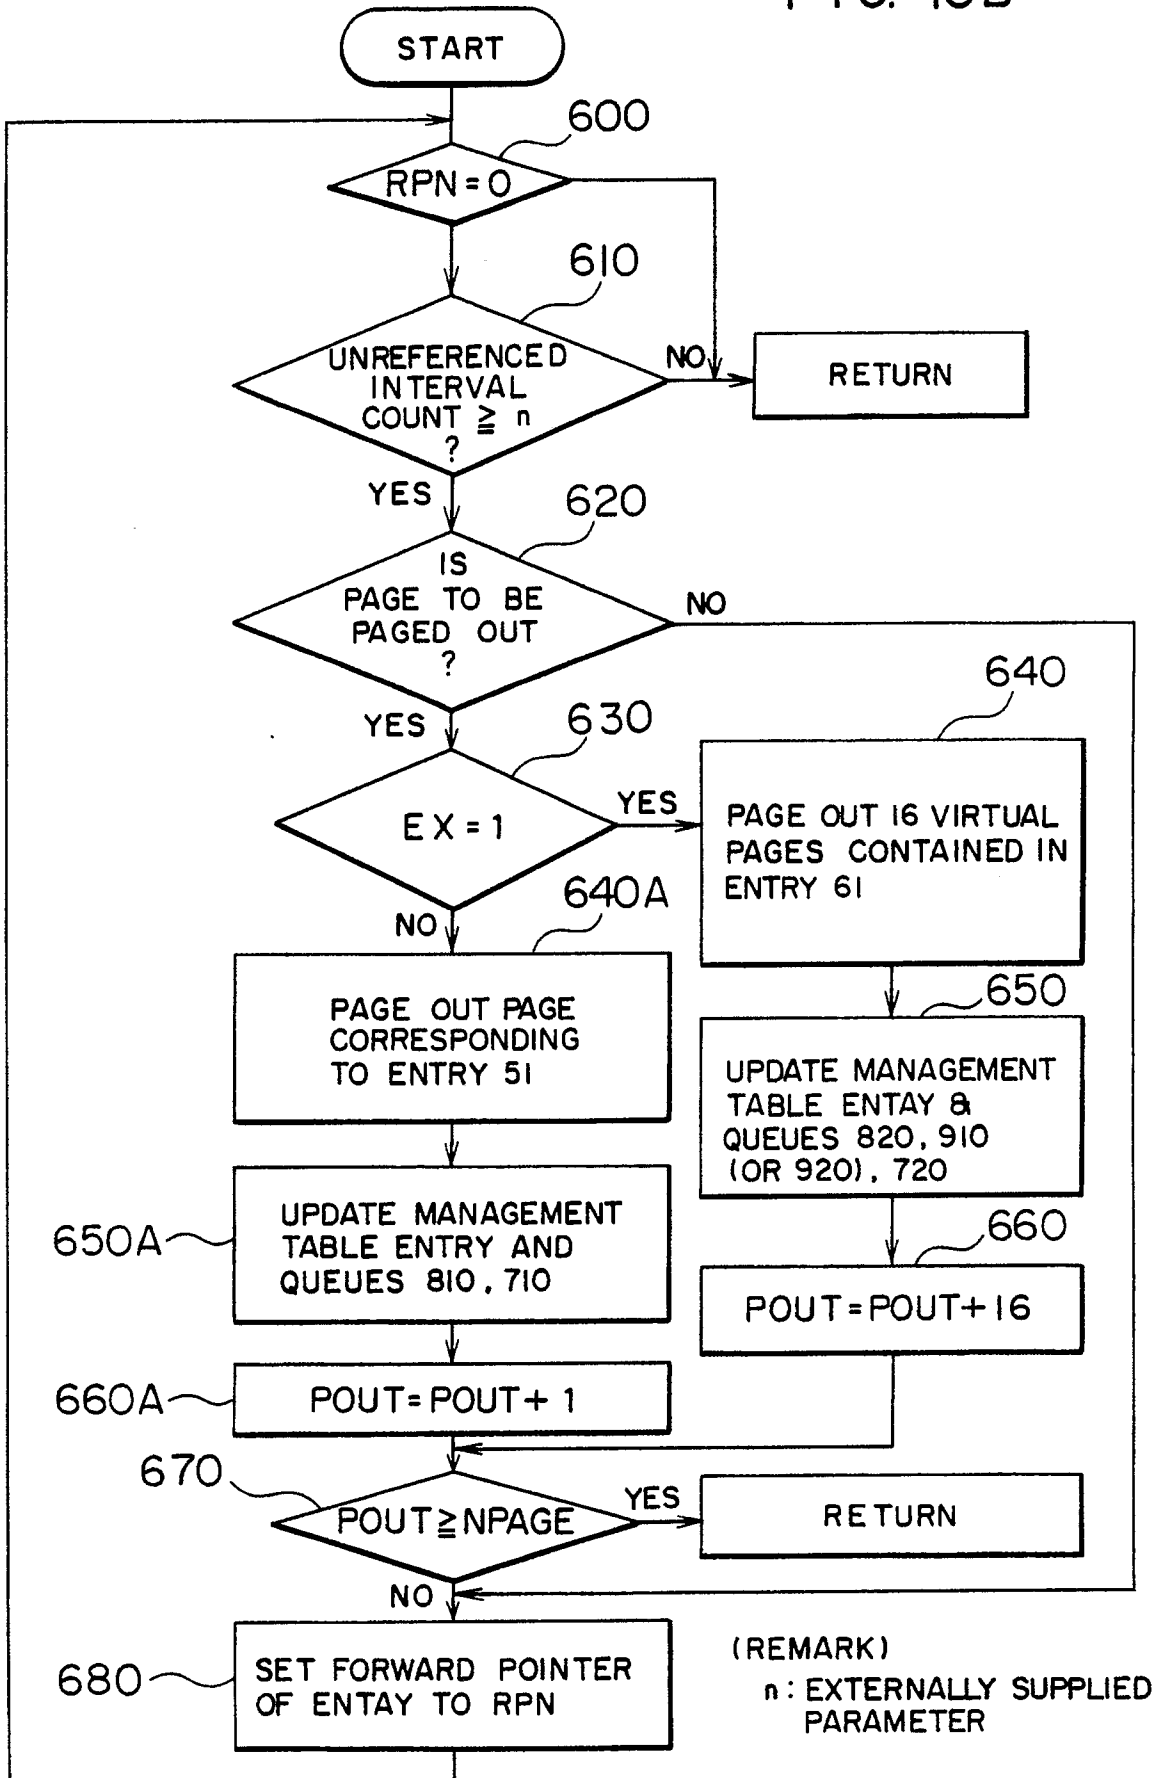 FIG. 10B
START
600
RPN = 0
610
UNREFERENCED
INTERVAL
COUNT ≧ n
?
NO
RETURN
YES
620
IS
PAGE TO BE
PAGED OUT
?
NO
YES
630
EX = 1
YES
640
PAGE OUT 16 VIRTUAL
PAGES CONTAINED IN
ENTRY 61
NO
640A
PAGE OUT PAGE
CORRESPONDING
TO ENTRY 51
650
UPDATE MANAGEMENT
TABLE ENTAY &
QUEUES 820, 910
(OR 920), 720
650A
UPDATE MANAGEMENT
TABLE ENTRY AND
QUEUES 810, 710
660
POUT = POUT + 16
660A
POUT = POUT + 1
670
POUT ≧ NPAGE
YES
RETURN
NO
680
SET FORWARD POINTER
OF ENTAY TO RPN
(REMARK)
n : EXTERNALLY SUPPLIED
PARAMETER